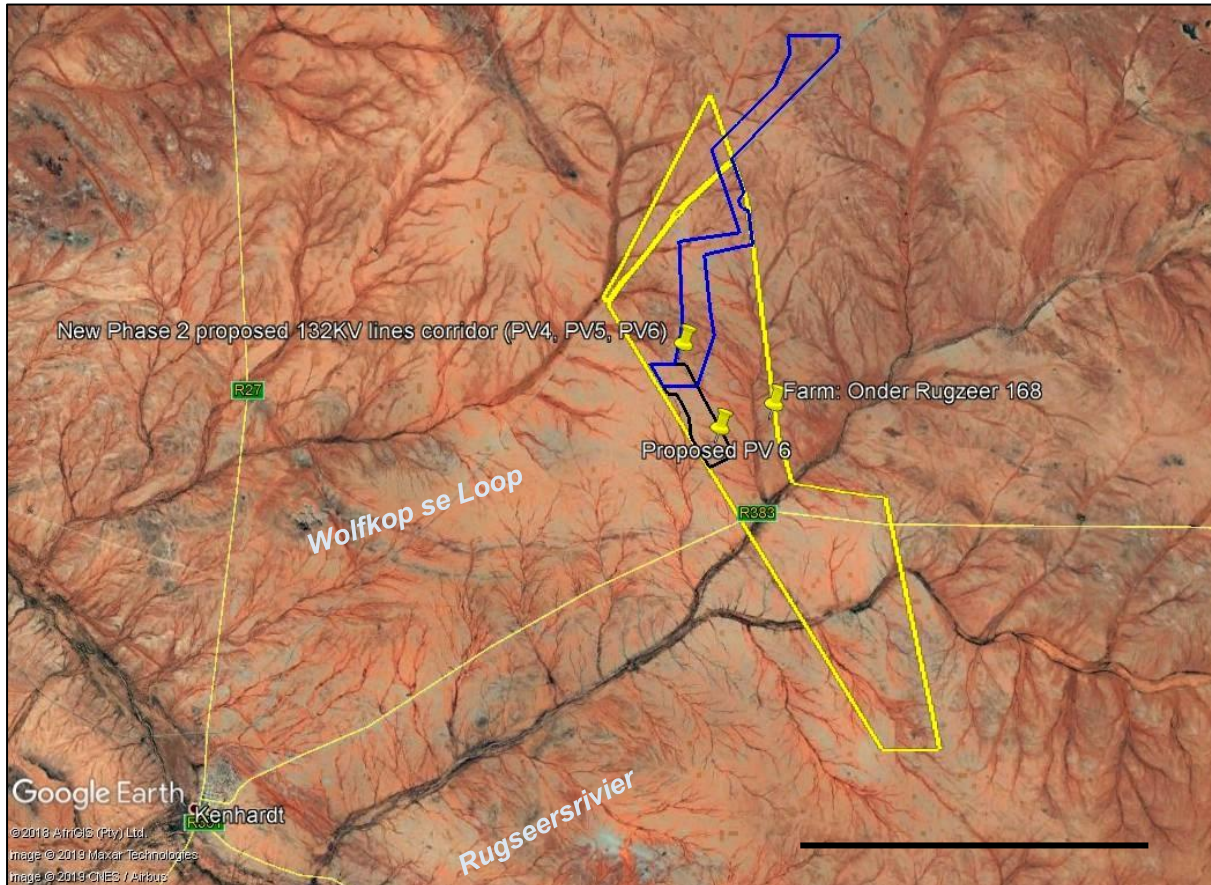 New Phase 2 proposed 132KV lines corridor (PV4, PV5, PV6)
R27
Farm: Onder Rugzeer 168
Proposed PV 6
Wolfkop se Loop
R383
Google Earth
Kenhardt
Rugseersrivier
©2018 AfriGIS (Pty) Ltd.
Image © 2019 Maxar Technologies
Image © 2019 CNES / Airbus